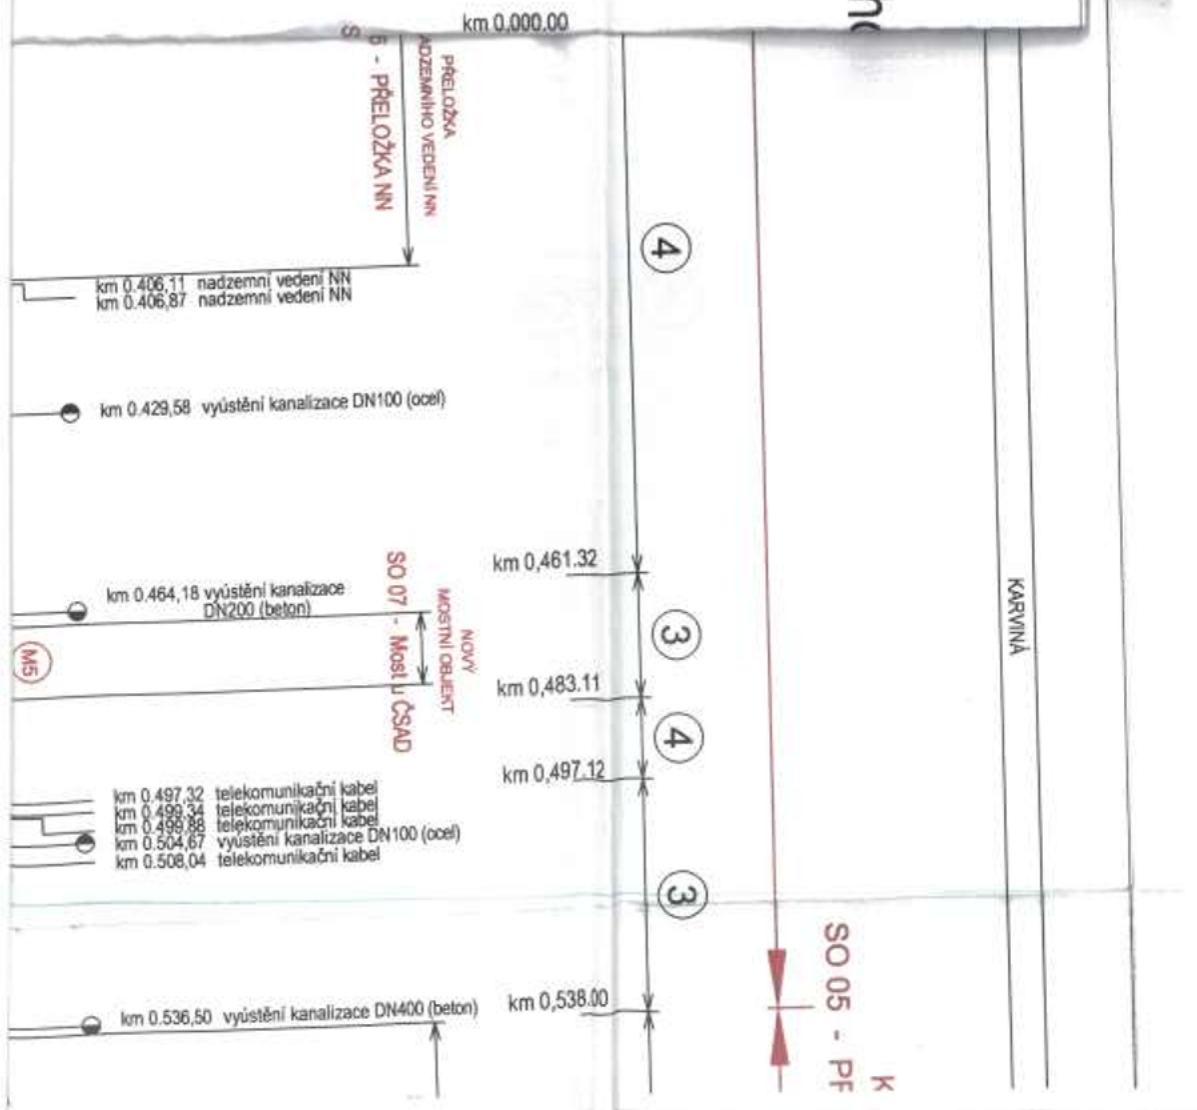 km 0,000.00
PŘELOŽKA
ADZEMNÍHO VEDENÍ NN
- PŘELOŽKA NN
S
4
km 0.406,11 nadzemní vedení NN
km 0.406,87 nadzemní vedení NN
km 0.429,58 vyústění kanalizace DN100 (ocel)
km 0,461.32
km 0.464,18 vyústění kanalizace
DN200 (beton)
NOVÝ
MOSTNÍ OBJEKT
SO 07 - Most u ČSAD
3
KARVINÁ
M5
km 0,483.11
4
km 0,497.12
km 0.497,32 telekomunikační kabel
km 0.499,34 telekomunikační kabel
km 0.499,88 telekomunikační kabel
km 0.504,67 vyústění kanalizace DN100 (ocel)
km 0.508,04 telekomunikační kabel
3
km 0.536,50 vyústění kanalizace DN400 (beton)
km 0,538.00
K
SO 05 - PŘ